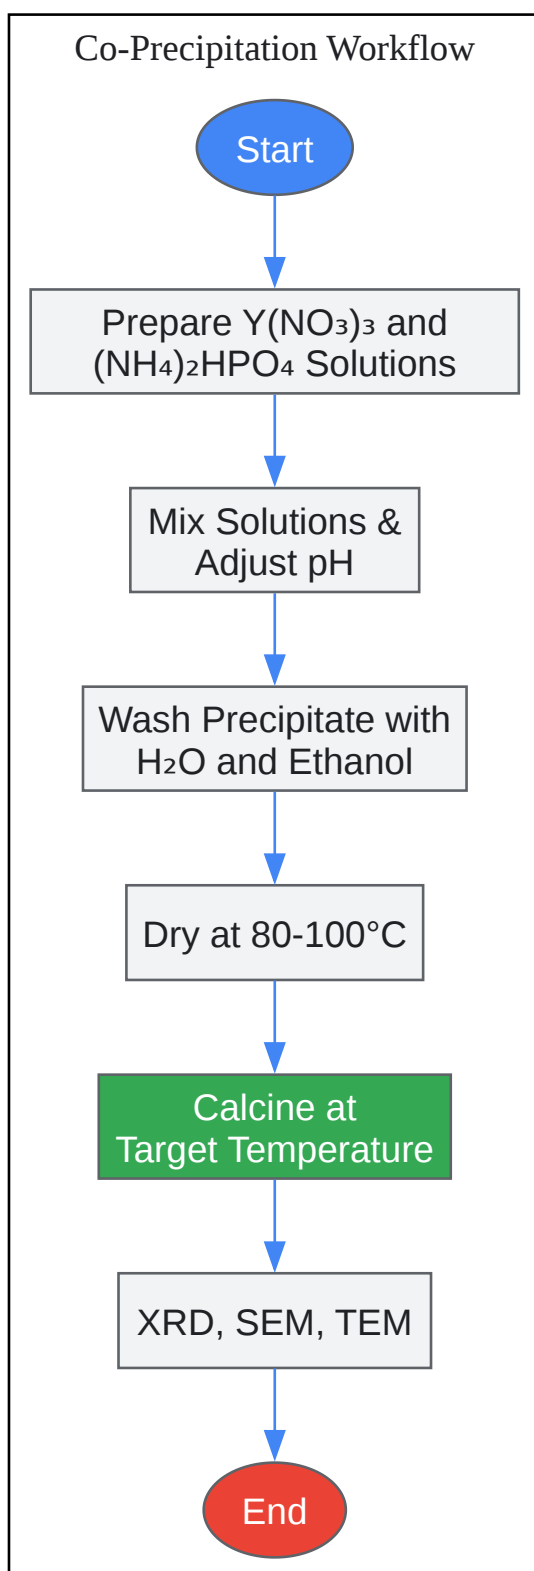 Co-Precipitation Workflow
Start
Prepare Y(NO₃)₃ and
(NH₄)₂HPO₄ Solutions
Mix Solutions &
Adjust pH
Wash Precipitate with
H₂O and Ethanol
Dry at 80-100°C
Calcine at
Target Temperature
XRD, SEM, TEM
End